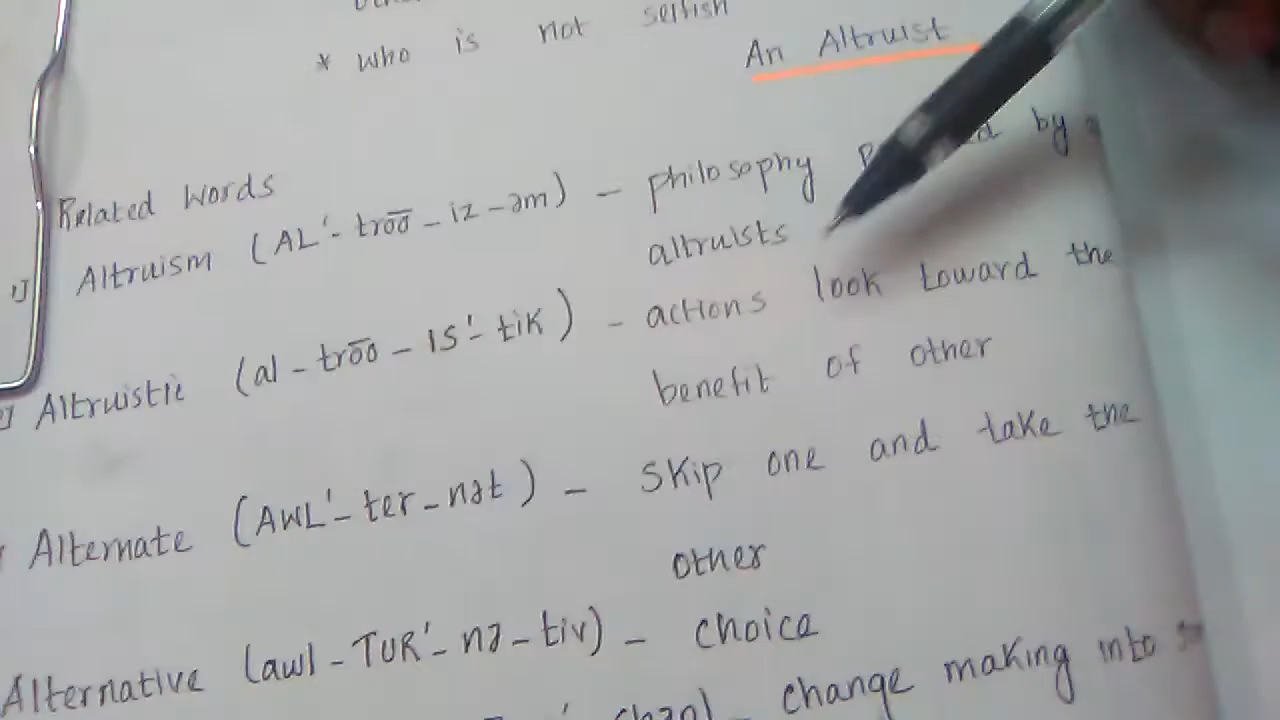 * who is not selfish
An Altruist
Related Words
1] Altruism (AL'-trōō-iz-əm) - philosophy by
altruists
Altruistic (al-trōō-IS'-tik) - actions look toward the
benefit of other
Alternate (AWL'-ter-nət) - Skip one and take the
other
Alternative (awl-TUR'-nə-tiv) - choice
change making into